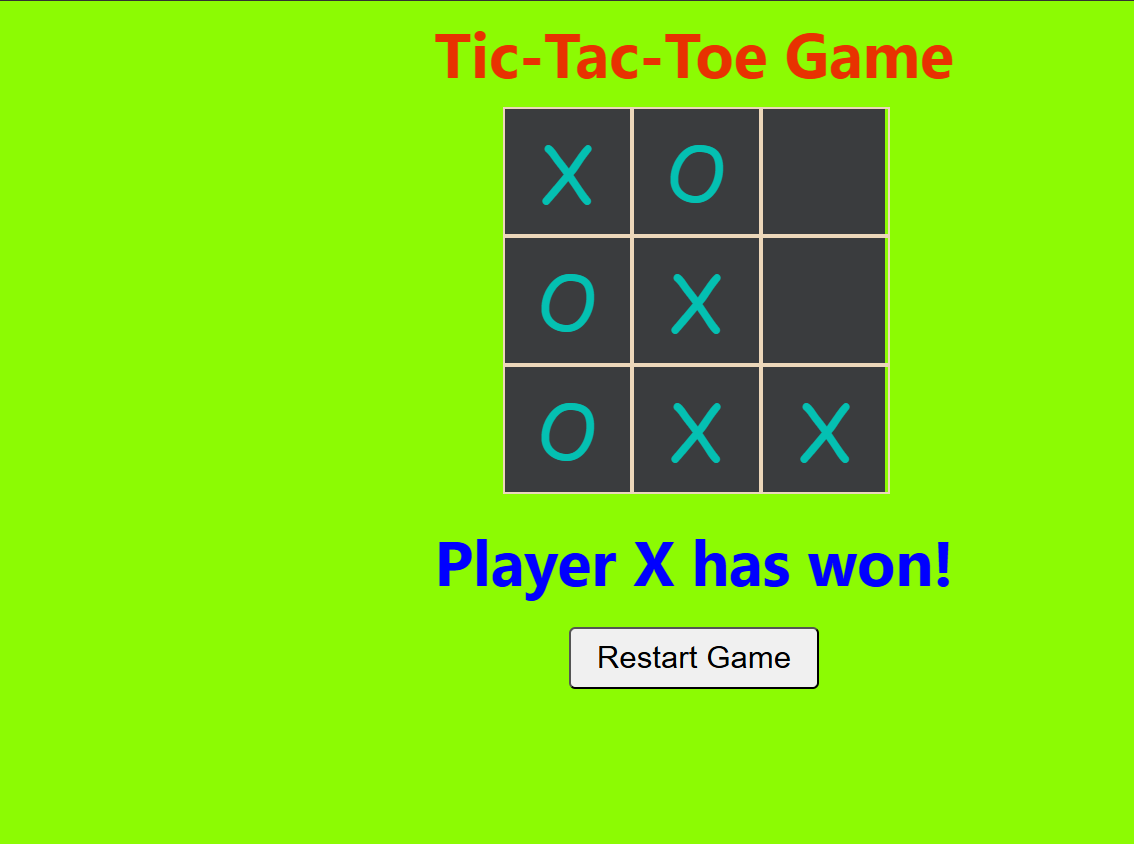 Tic-Tac-Toe Game
X O
O X
O X X
Player X has won!
Restart Game